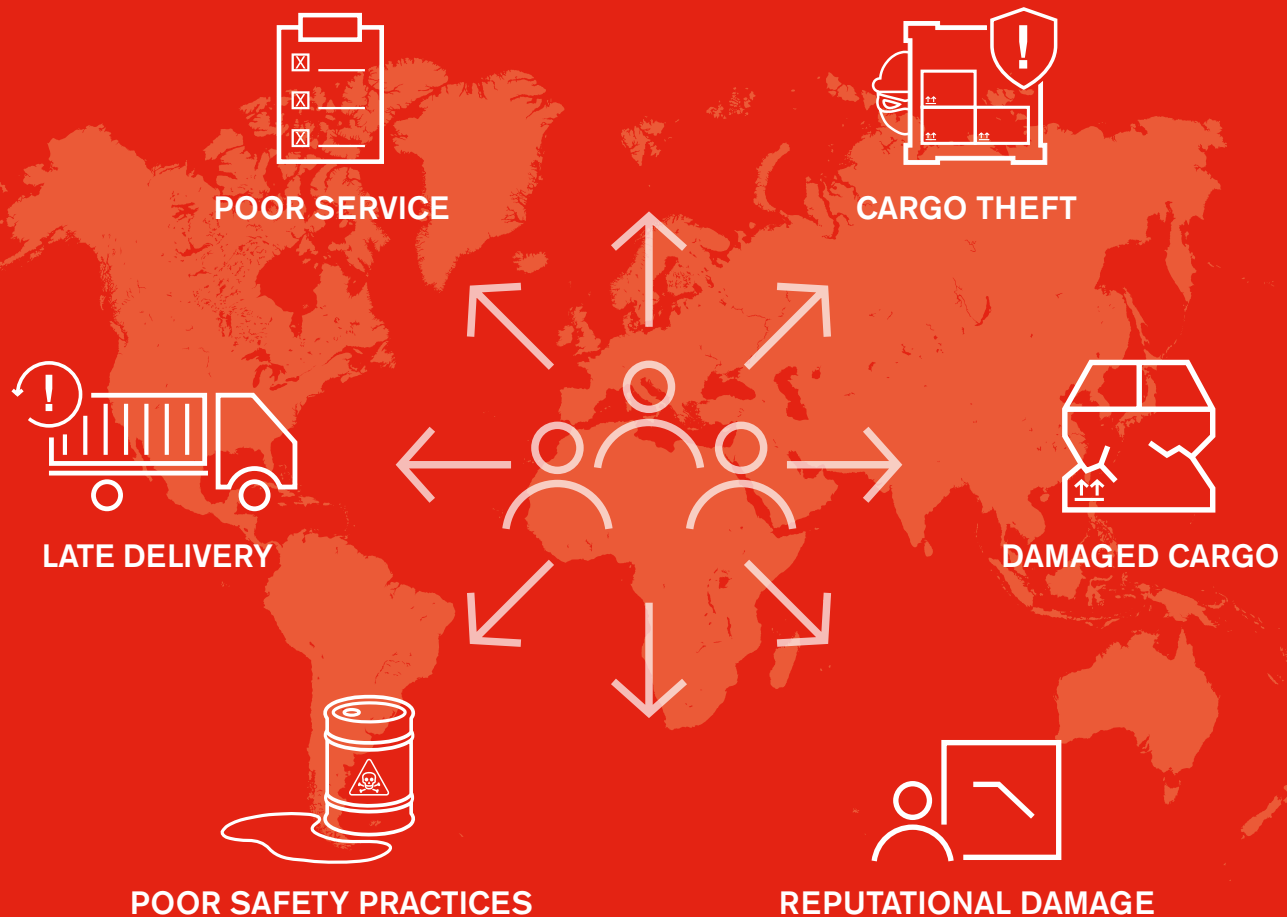 POOR SERVICE
CARGO THEFT
LATE DELIVERY
DAMAGED CARGO
POOR SAFETY PRACTICES
REPUTATIONAL DAMAGE